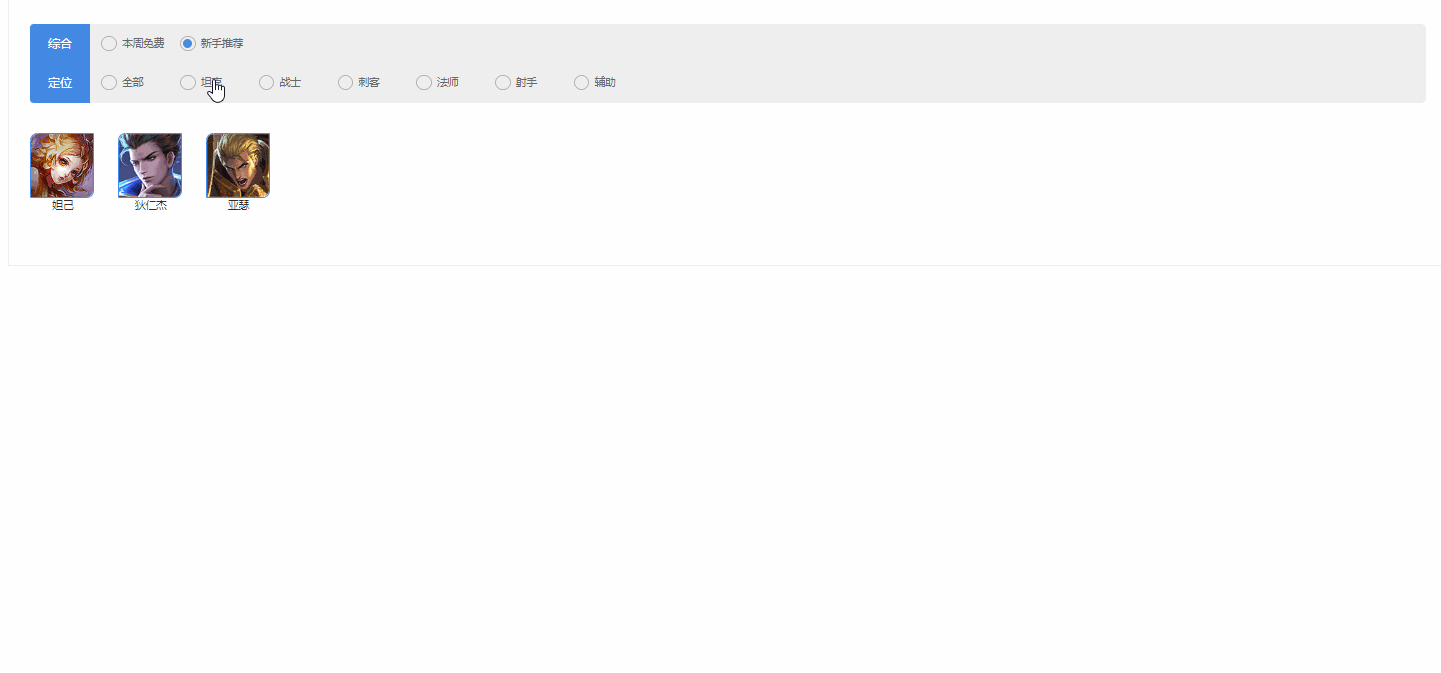 综合 本周免费 新手推荐
定位 全部 坦克 战士 刺客 法师 射手 辅助
妲己 狄仁杰 亚瑟